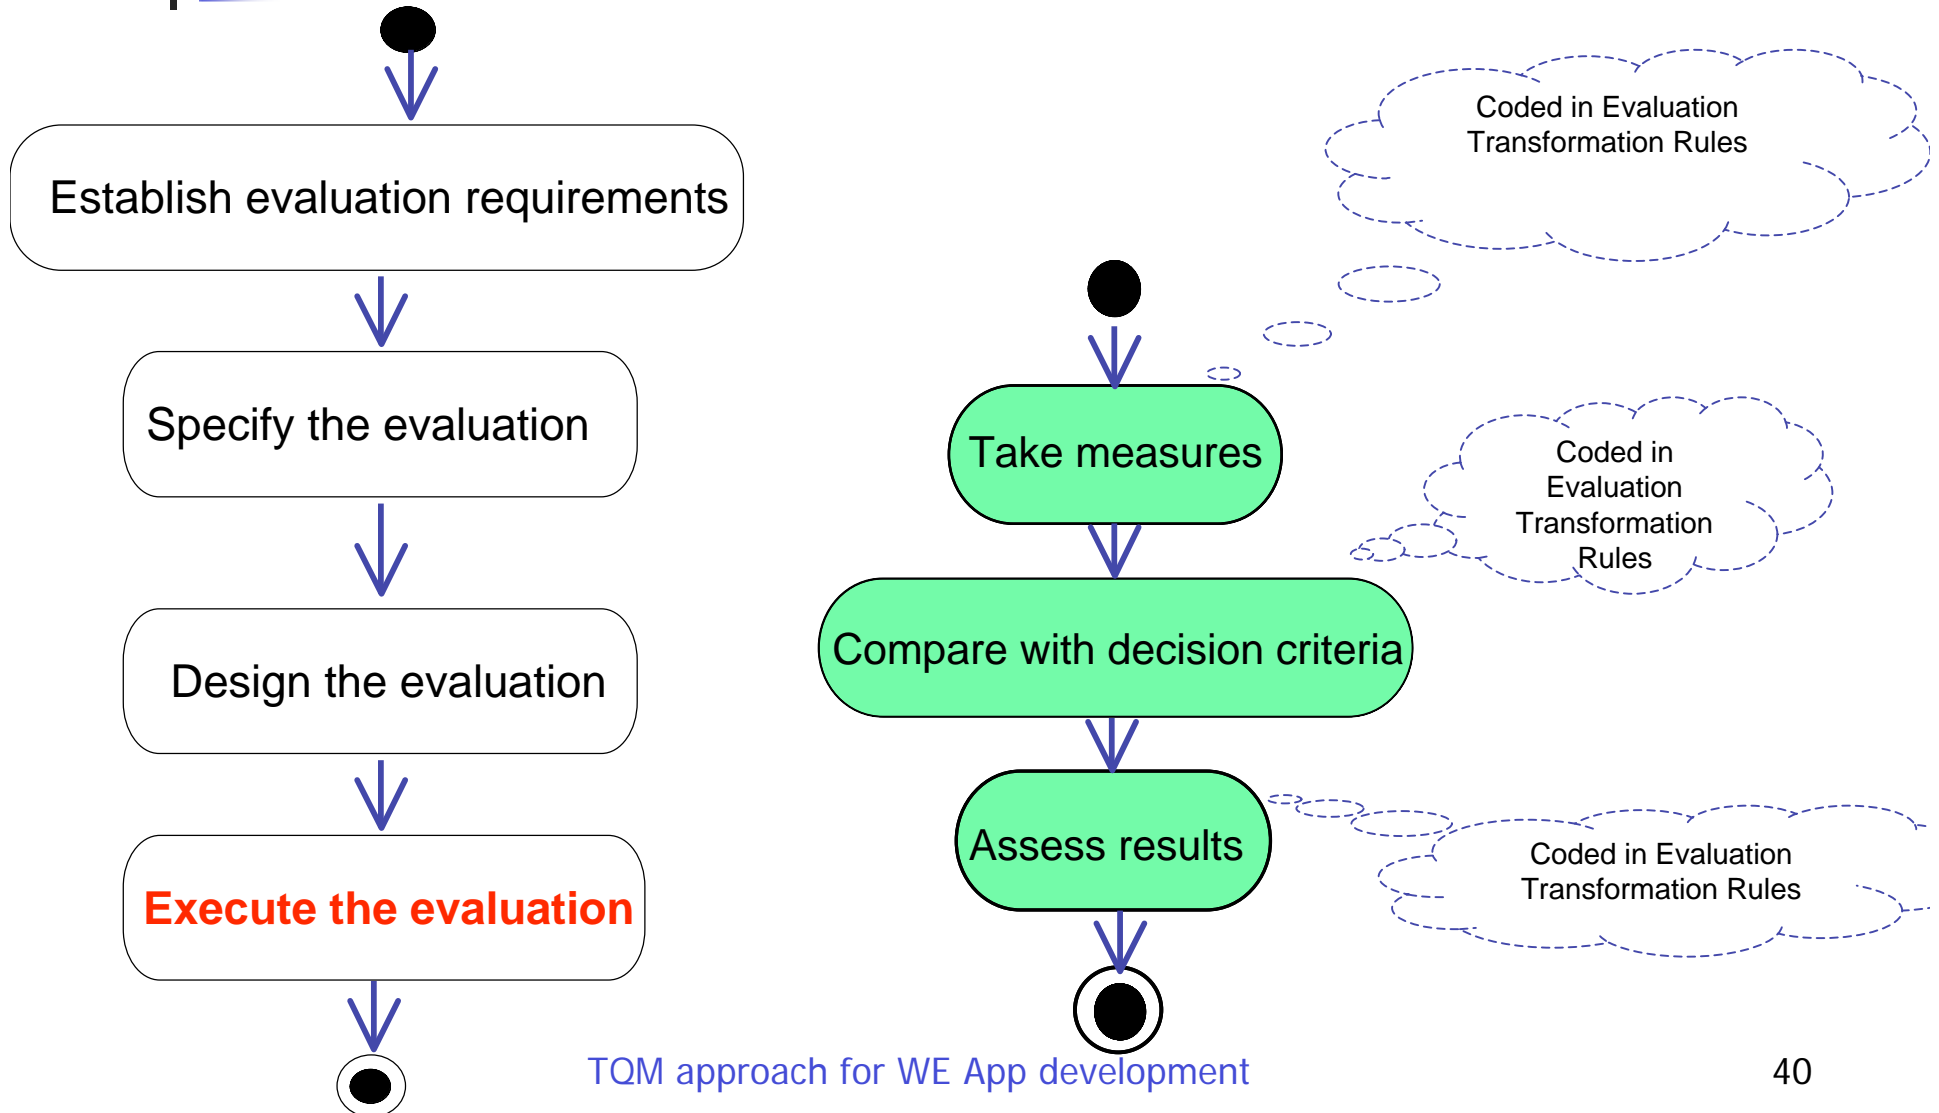 Establish evaluation requirements
Specify the evaluation
Design the evaluation
Execute the evaluation
Take measures
Compare with decision criteria
Assess results
Coded in Evaluation
Transformation Rules
Coded in
Evaluation
Transformation
Rules
Coded in Evaluation
Transformation Rules
TQM approach for WE App development
40